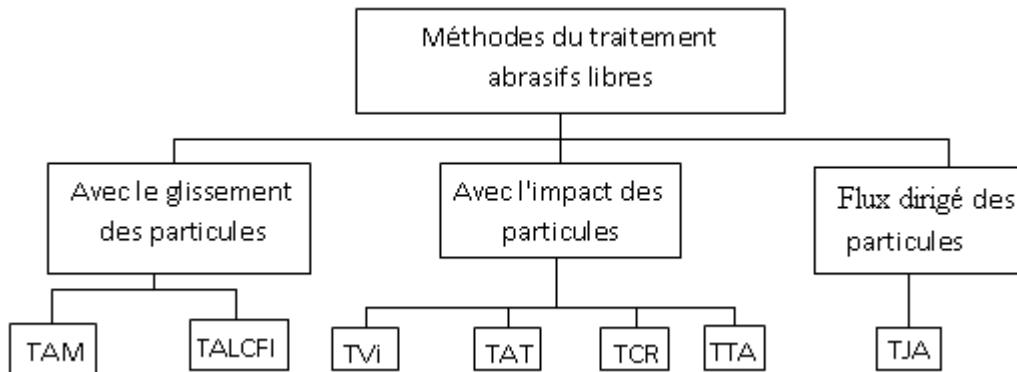 Méthodes du traitement
abrasifs libres
Avec le glissement
des particules
Avec l'impact des
particules
Flux dirigé des
particules
TAM
TALCFI
TVi
TAT
TCR
TTA
TJA